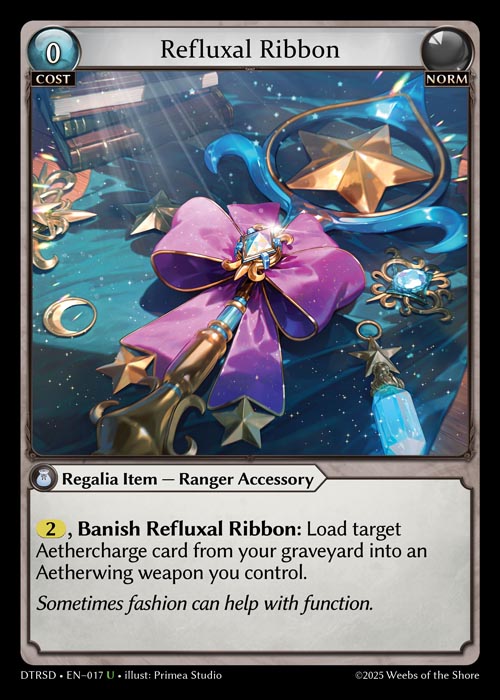 0
Refluxal Ribbon
COST
NORM
Regalia Item — Ranger Accessory
2, Banish Refluxal Ribbon: Load target
Aethercharge card from your graveyard into an
Aetherwing weapon you control.
Sometimes fashion can help with function.
DTRSD • EN–017 U • illust: Primea Studio
©2025 Weebs of the Shore